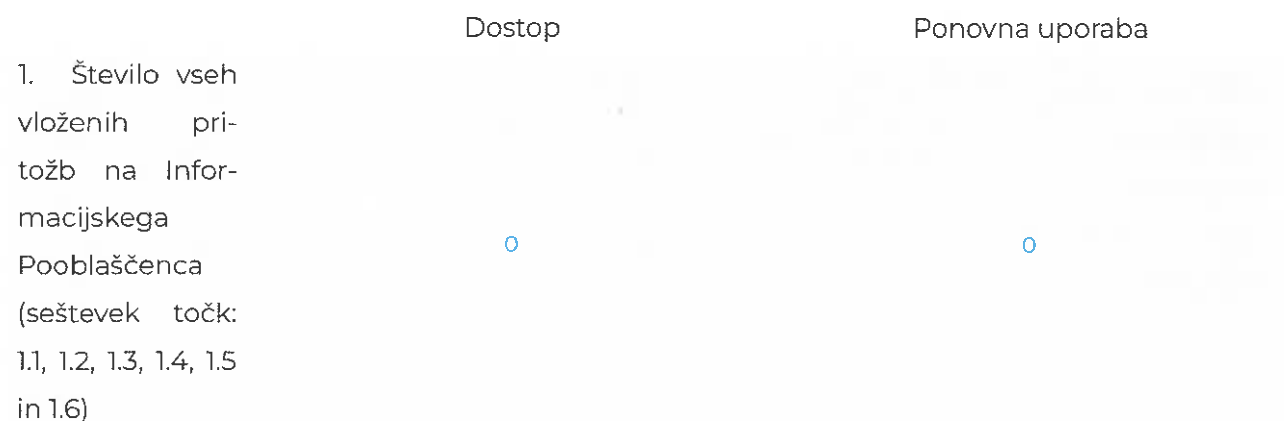 Dostop Ponovna uporaba
1. Število vseh
vloženih pri-
tožb na Infor-
macijskega
0 0
Pooblaščenca
(seštevek točk:
1.1, 1.2, 1.3, 1.4, 1.5
in 1.6)